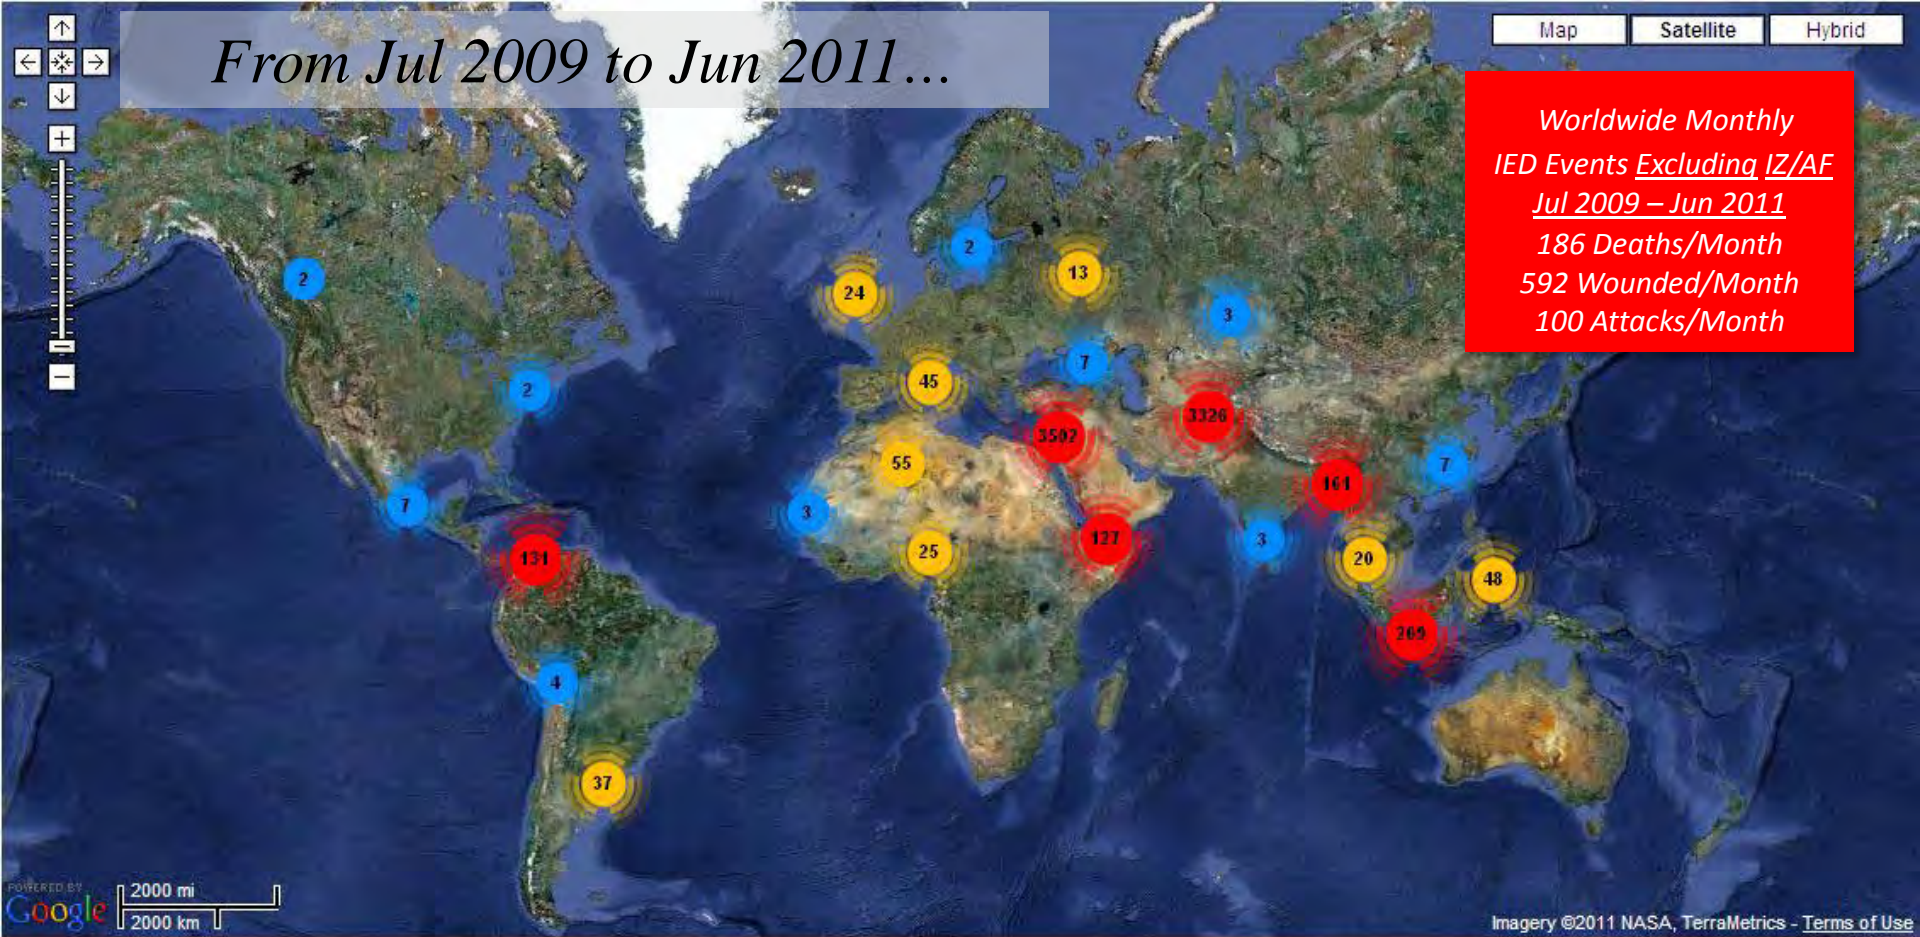 From Jul 2009 to Jun 2011...
Map
Satellite
Hybrid
Worldwide Monthly
IED Events Excluding IZ/AF
Jul 2009 – Jun 2011
186 Deaths/Month
592 Wounded/Month
100 Attacks/Month
2
13
2
24
3
7
45
2
3326
3502
55
7
161
7
3
127
3
131
25
20
48
209
4
37
POWERED BY
Google
2000 mi
2000 km
Imagery ©2011 NASA, TerraMetrics - Terms of Use